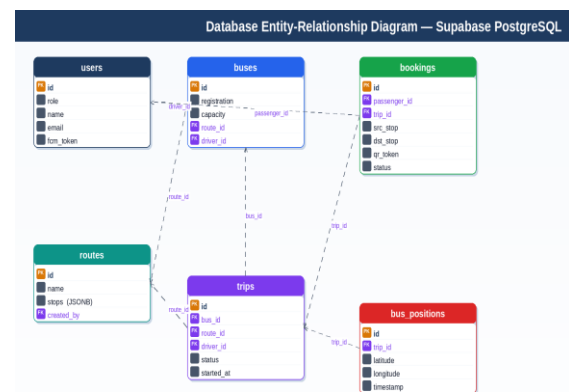 Database Entity-Relationship Diagram — Supabase PostgreSQL
users
PK id
role
name
email
fcm_token
buses
PK id
registration
capacity
FK route_id
FK driver_id
bookings
PK id
FK passenger_id
FK trip_id
src_stop
dst_stop
qr_token
status
passenger_id
route_id
bus_id
trip_id
routes
PK id
name
stops (JSONB)
FK created_by
route_id
trips
PK id
FK bus_id
FK route_id
FK driver_id
status
started_at
trip_id
bus_positions
PK id
FK trip_id
latitude
longitude
timestamp